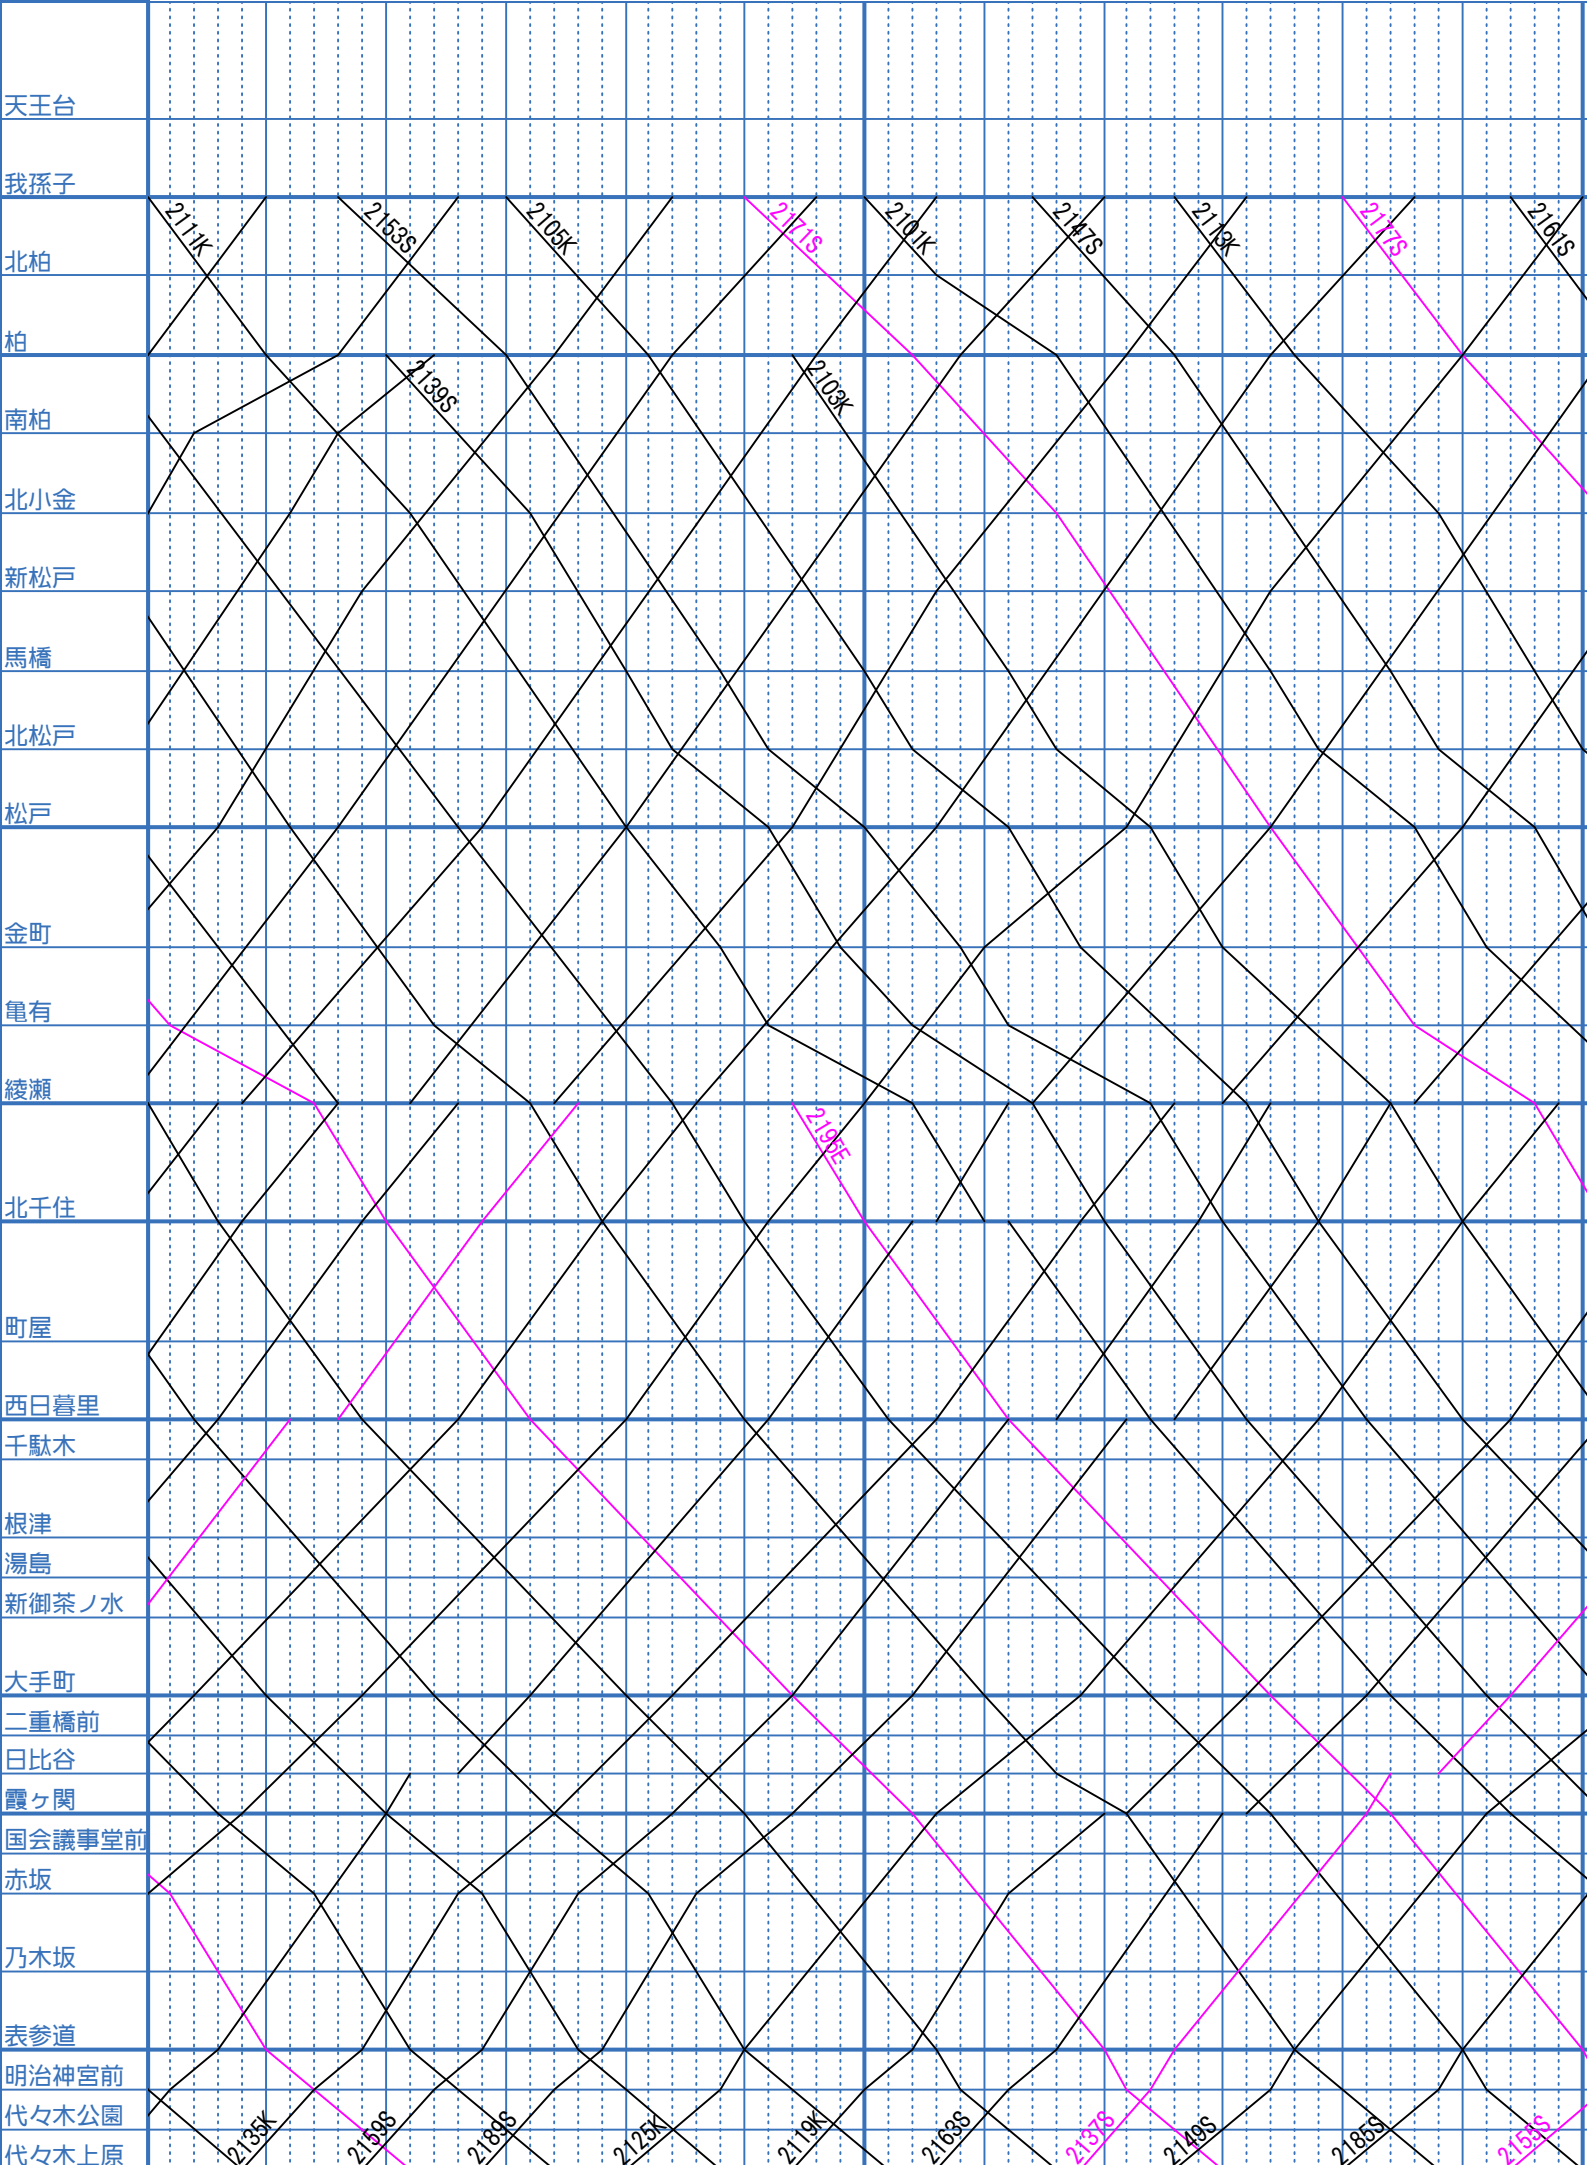 天王台
我孫子
2111K
2153S
2105K
2171S
2101K
2147S
2113K
2177S
2161S
北柏
柏
2139S
2103K
南柏
北小金
新松戸
馬橋
北松戸
松戸
金町
亀有
綾瀬
2195E
北千住
町屋
西日暮里
千駄木
根津
湯島
新御茶ノ水
大手町
二重橋前
日比谷
霞ヶ関
国会議事堂前
赤坂
乃木坂
表参道
明治神宮前
代々木公園
代々木上原
2135K
2159S
2189S
2125K
2119K
2163S
2137S
2149S
2185S
2155S